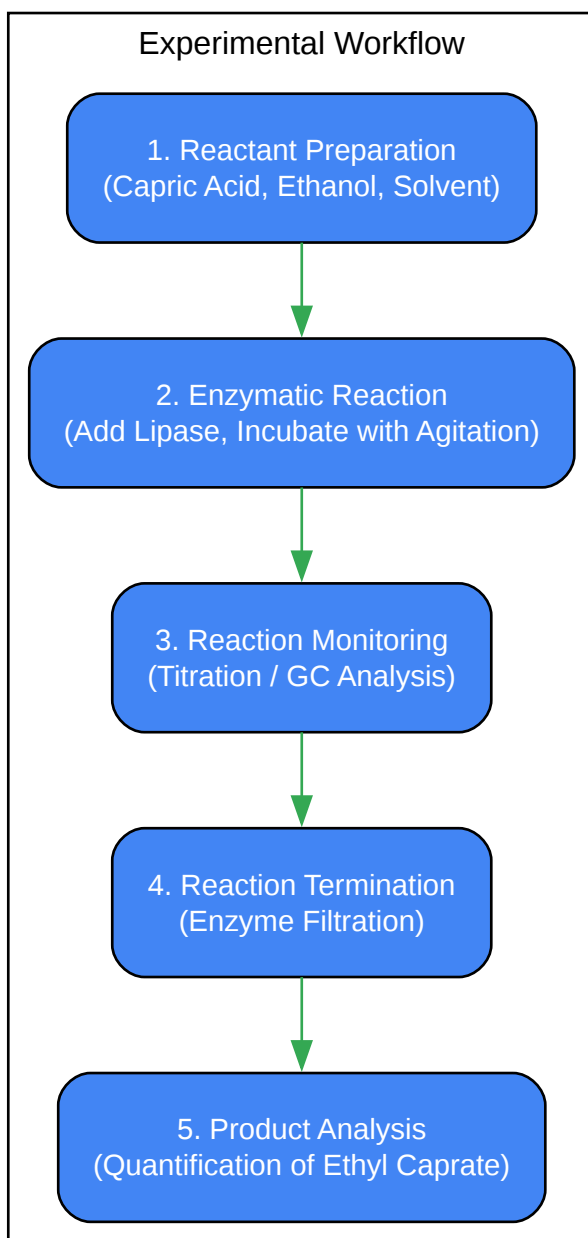 Experimental Workflow
1. Reactant Preparation
(Capric Acid, Ethanol, Solvent)
2. Enzymatic Reaction
(Add Lipase, Incubate with Agitation)
3. Reaction Monitoring
(Titration / GC Analysis)
4. Reaction Termination
(Enzyme Filtration)
5. Product Analysis
(Quantification of Ethyl Caprate)